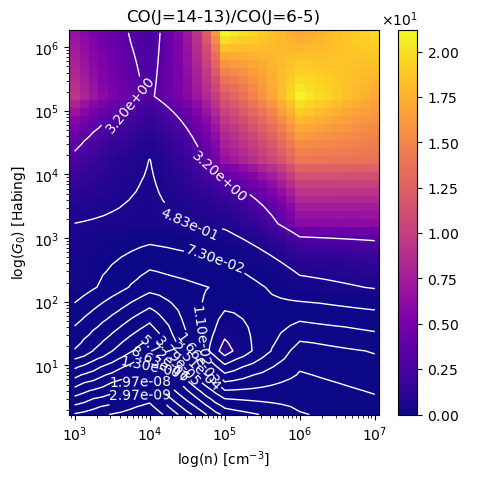 CO(J=14-13)/CO(J=6-5)
×10¹
10⁶
10⁵
10⁴
10³
10²
10¹
log(G₀) [Habing]
3.20e+00
3.20e+00
4.83e-01
7.30e-02
1.10e-02
1.30e-08
1.97e-08
2.97e-09
10³
10⁴
10⁵
10⁶
10⁷
log(n) [cm⁻³]
2.00
1.75
1.50
1.25
1.00
0.75
0.50
0.25
0.00